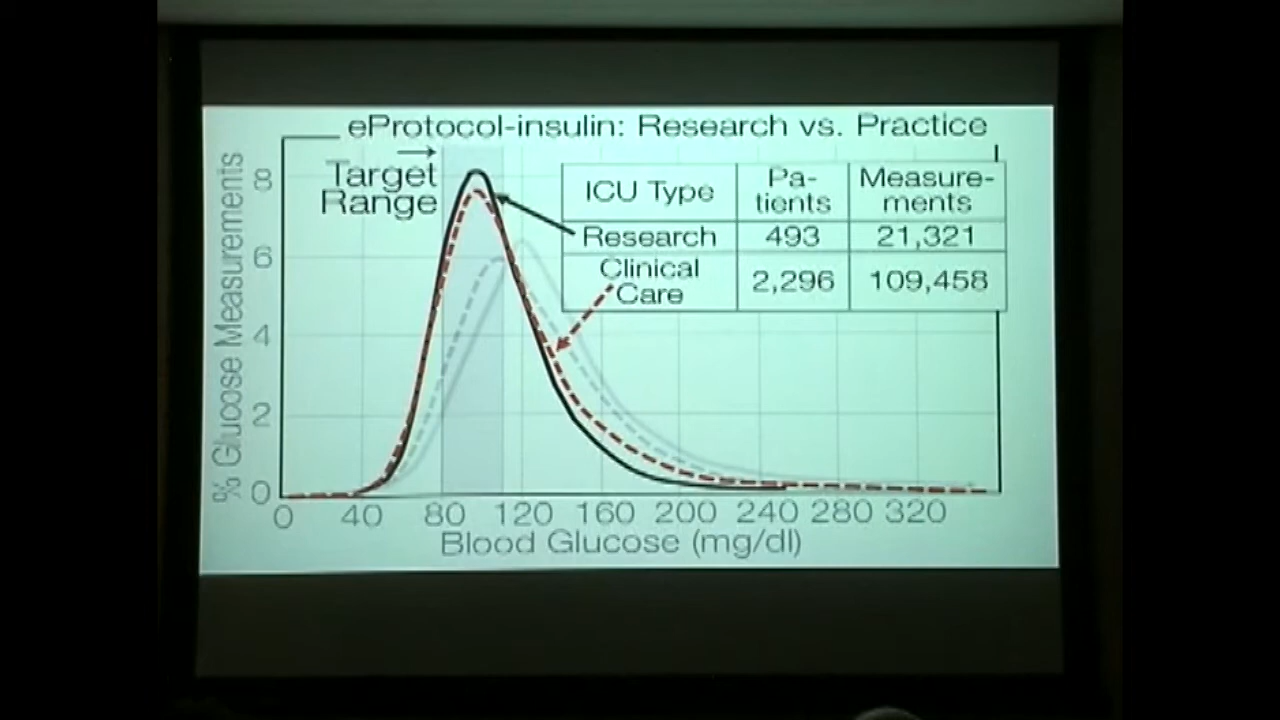 eProtocol-insulin: Research vs. Practice
Target
Range
ICU Type
Pa-
tients
Measure-
ments
Research
493
21,321
Clinical
Care
2,296
109,458
% Glucose Measurements
8
6
4
2
0
0 40 80 120 160 200 240 280 320
Blood Glucose (mg/dl)